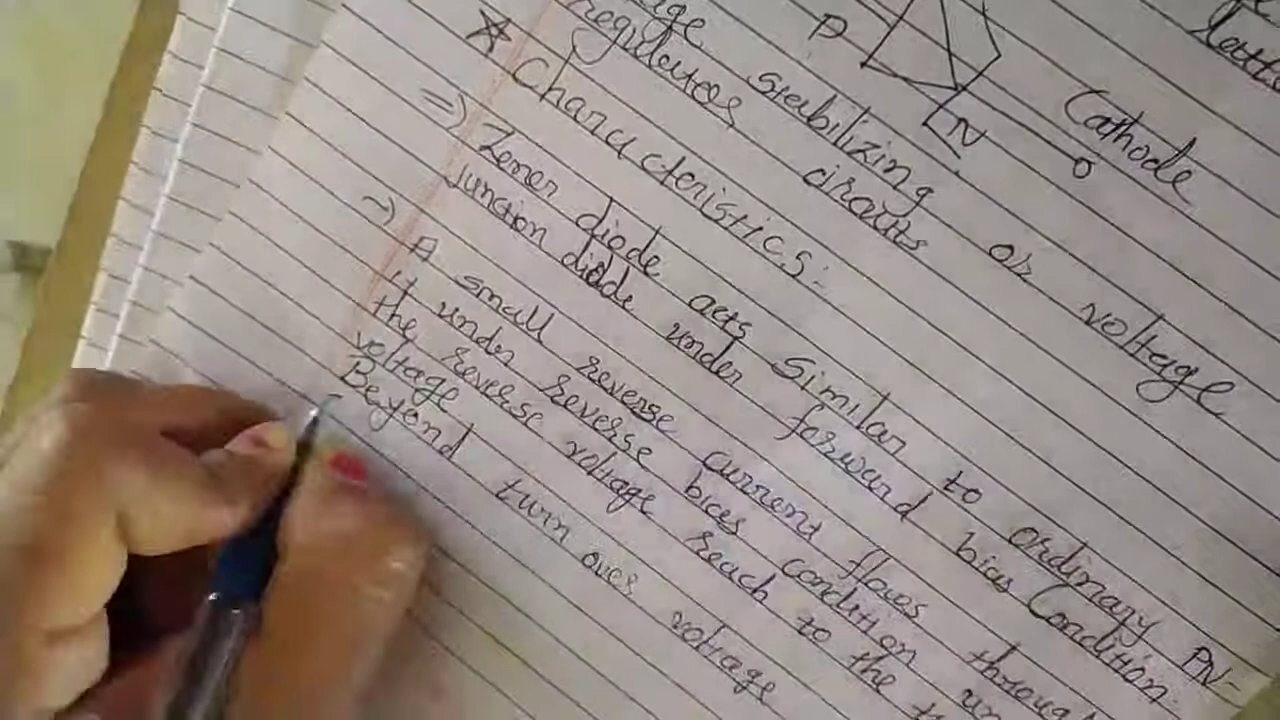 P
Cathode
N
stabilizing or voltage
regulators circuits
☆ Characteristics:-
=> Zener diode acts Similar to ordinary PN-
junction diode under forward bias Condition.
→ A small reverse current flows through
it under reverse bias condition un
the reverse voltage reach to the
voltage
Beyond turn over voltage